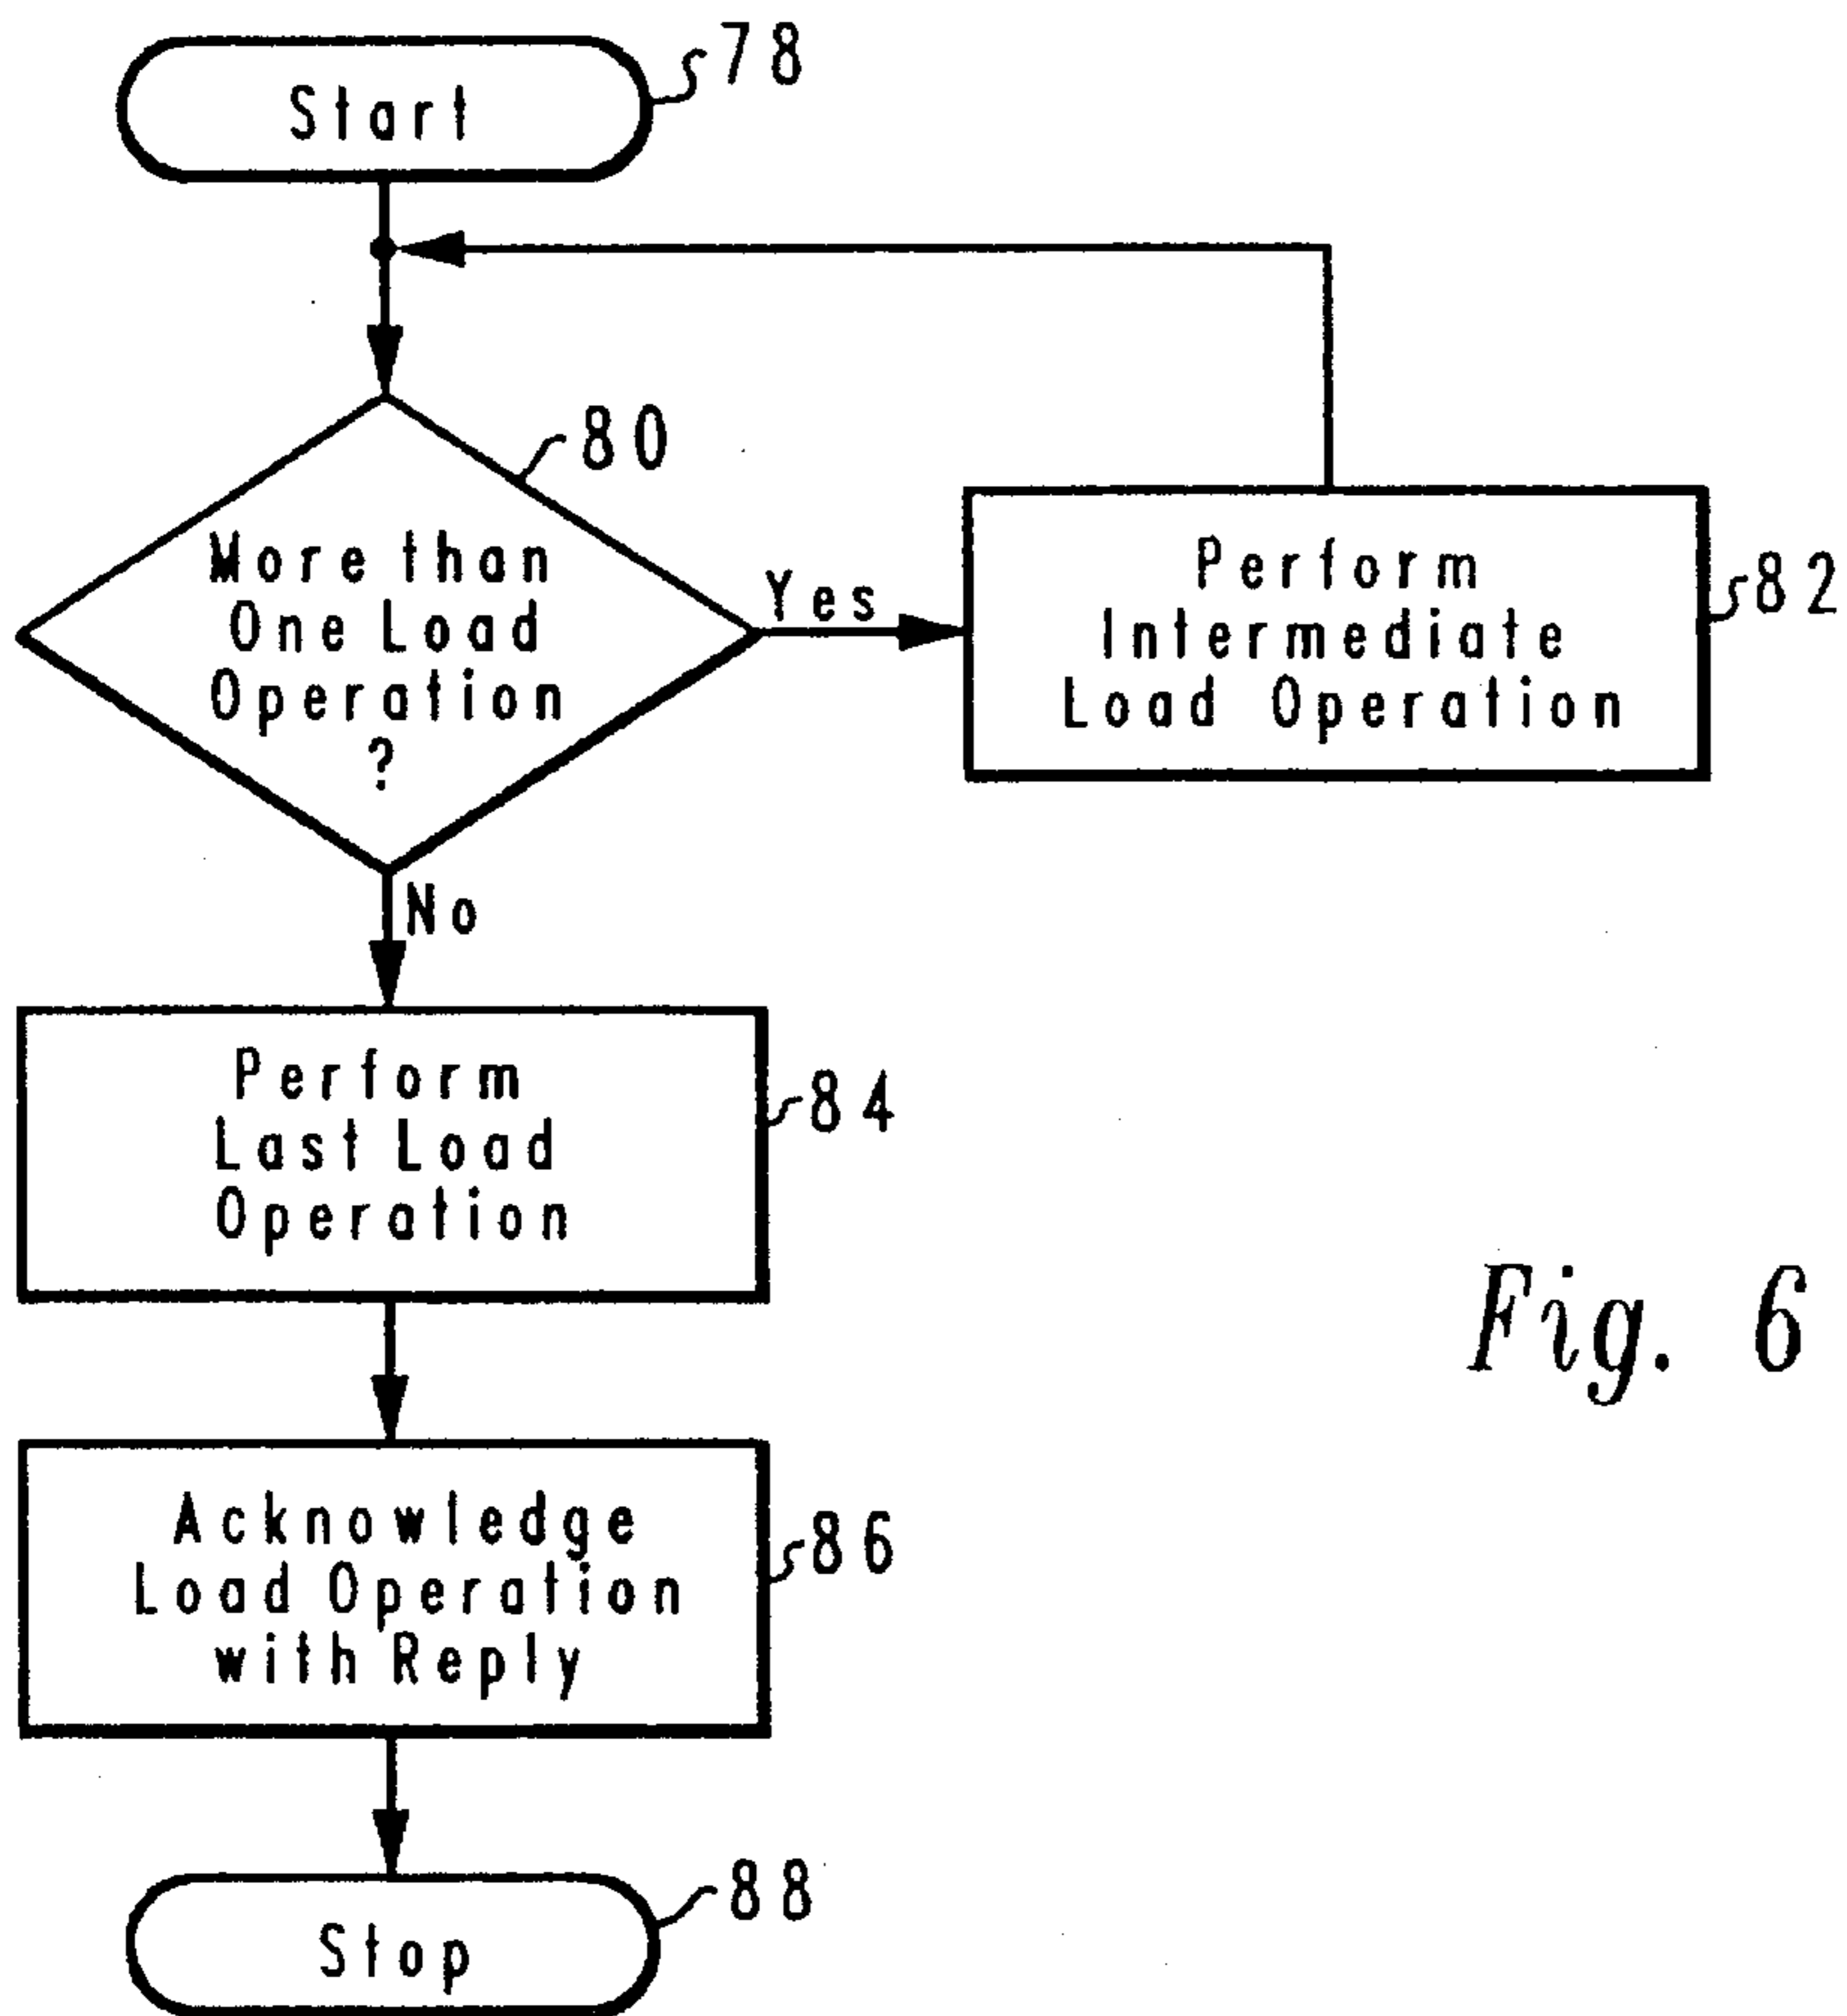 Start
78
80
More than
One Load
Operation
?
Yes
Perform
Intermediate
Load Operation
82
No
Perform
Last Load
Operation
84
Fig. 6
Acknowledge
Load Operation
with Reply
86
Stop
88